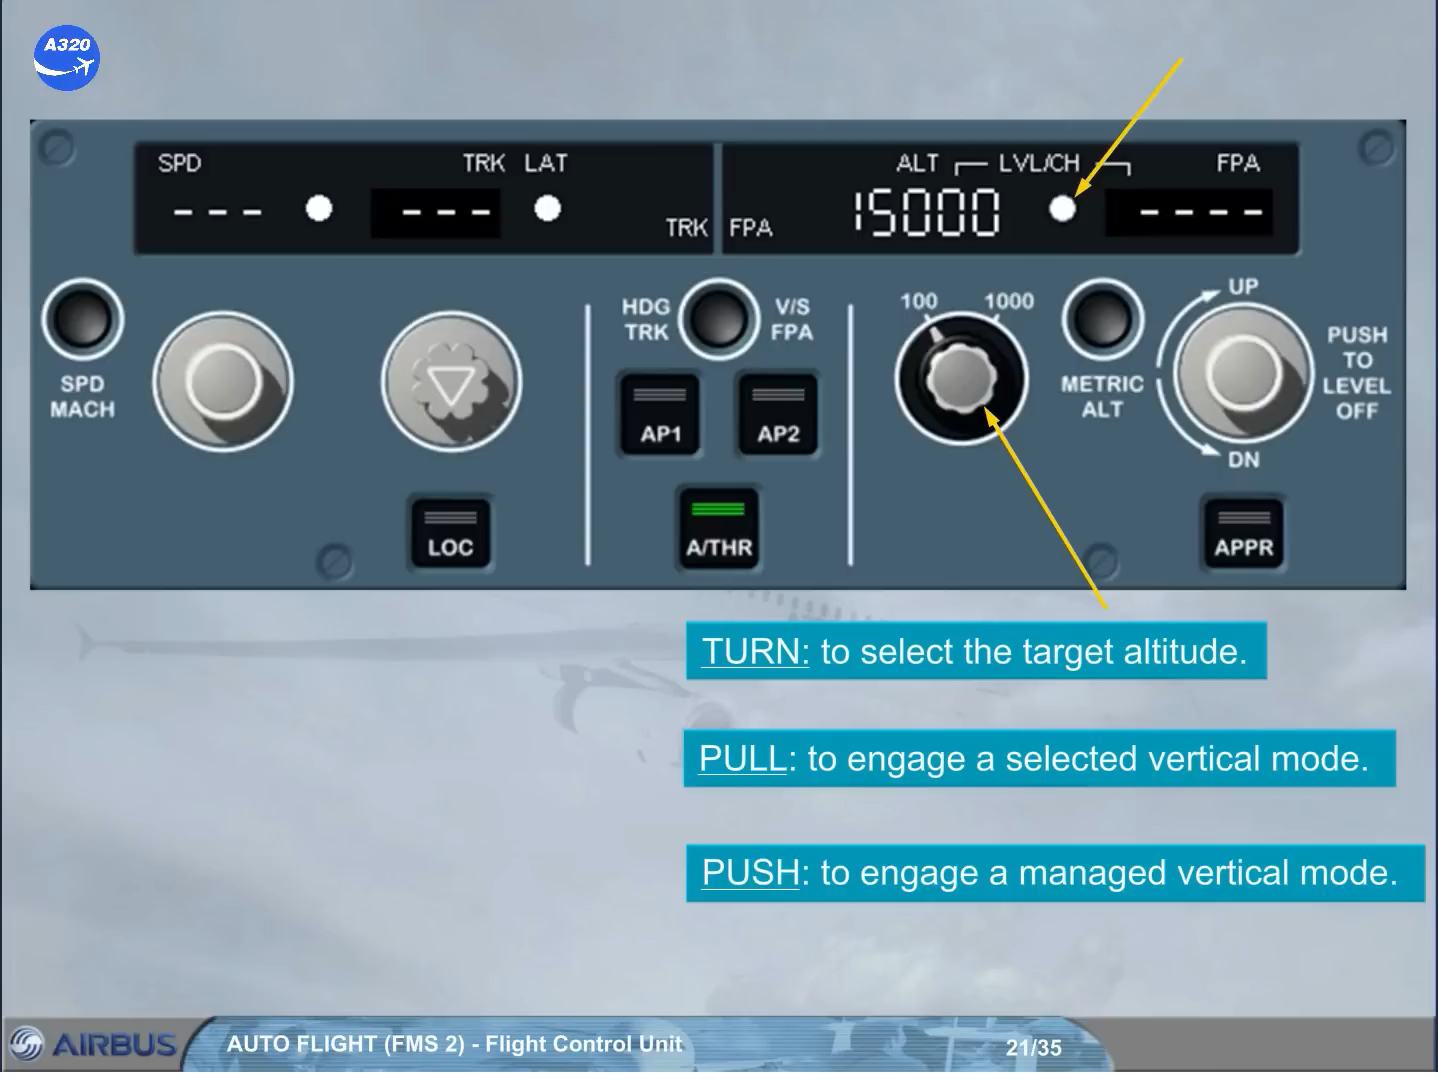 A320
SPD TRK LAT ALT LVL/CH FPA
--- --- 15000 ----
TRK FPA
SPD
MACH
HDG
TRK
V/S
FPA
100 1000
METRIC
ALT
UP
PUSH
TO
LEVEL
OFF
DN
AP1 AP2
LOC A/THR APPR
TURN: to select the target altitude.
PULL: to engage a selected vertical mode.
PUSH: to engage a managed vertical mode.
AIRBUS AUTO FLIGHT (FMS 2) - Flight Control Unit 21/35